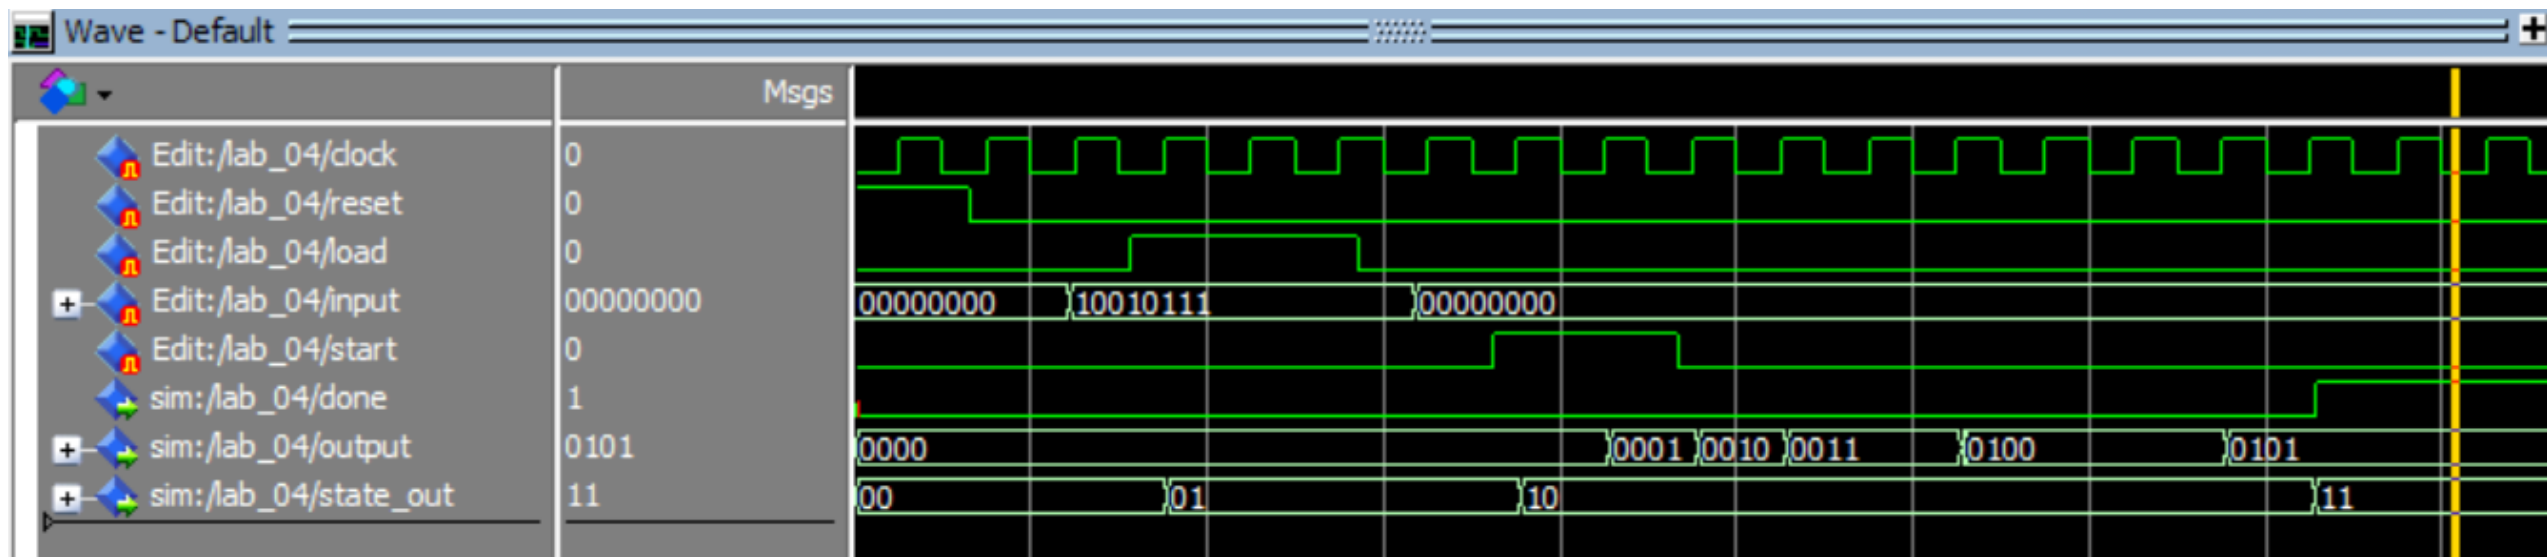 Wave - Default
Msgs
Edit:/lab_04/clock 0
Edit:/lab_04/reset 0
Edit:/lab_04/load 0
Edit:/lab_04/input 00000000 00000000 10010111 00000000
Edit:/lab_04/start 0
sim:/lab_04/done 1
sim:/lab_04/output 0101 0000 0001 0010 0011 0100 0101
sim:/lab_04/state_out 11 00 01 10 11